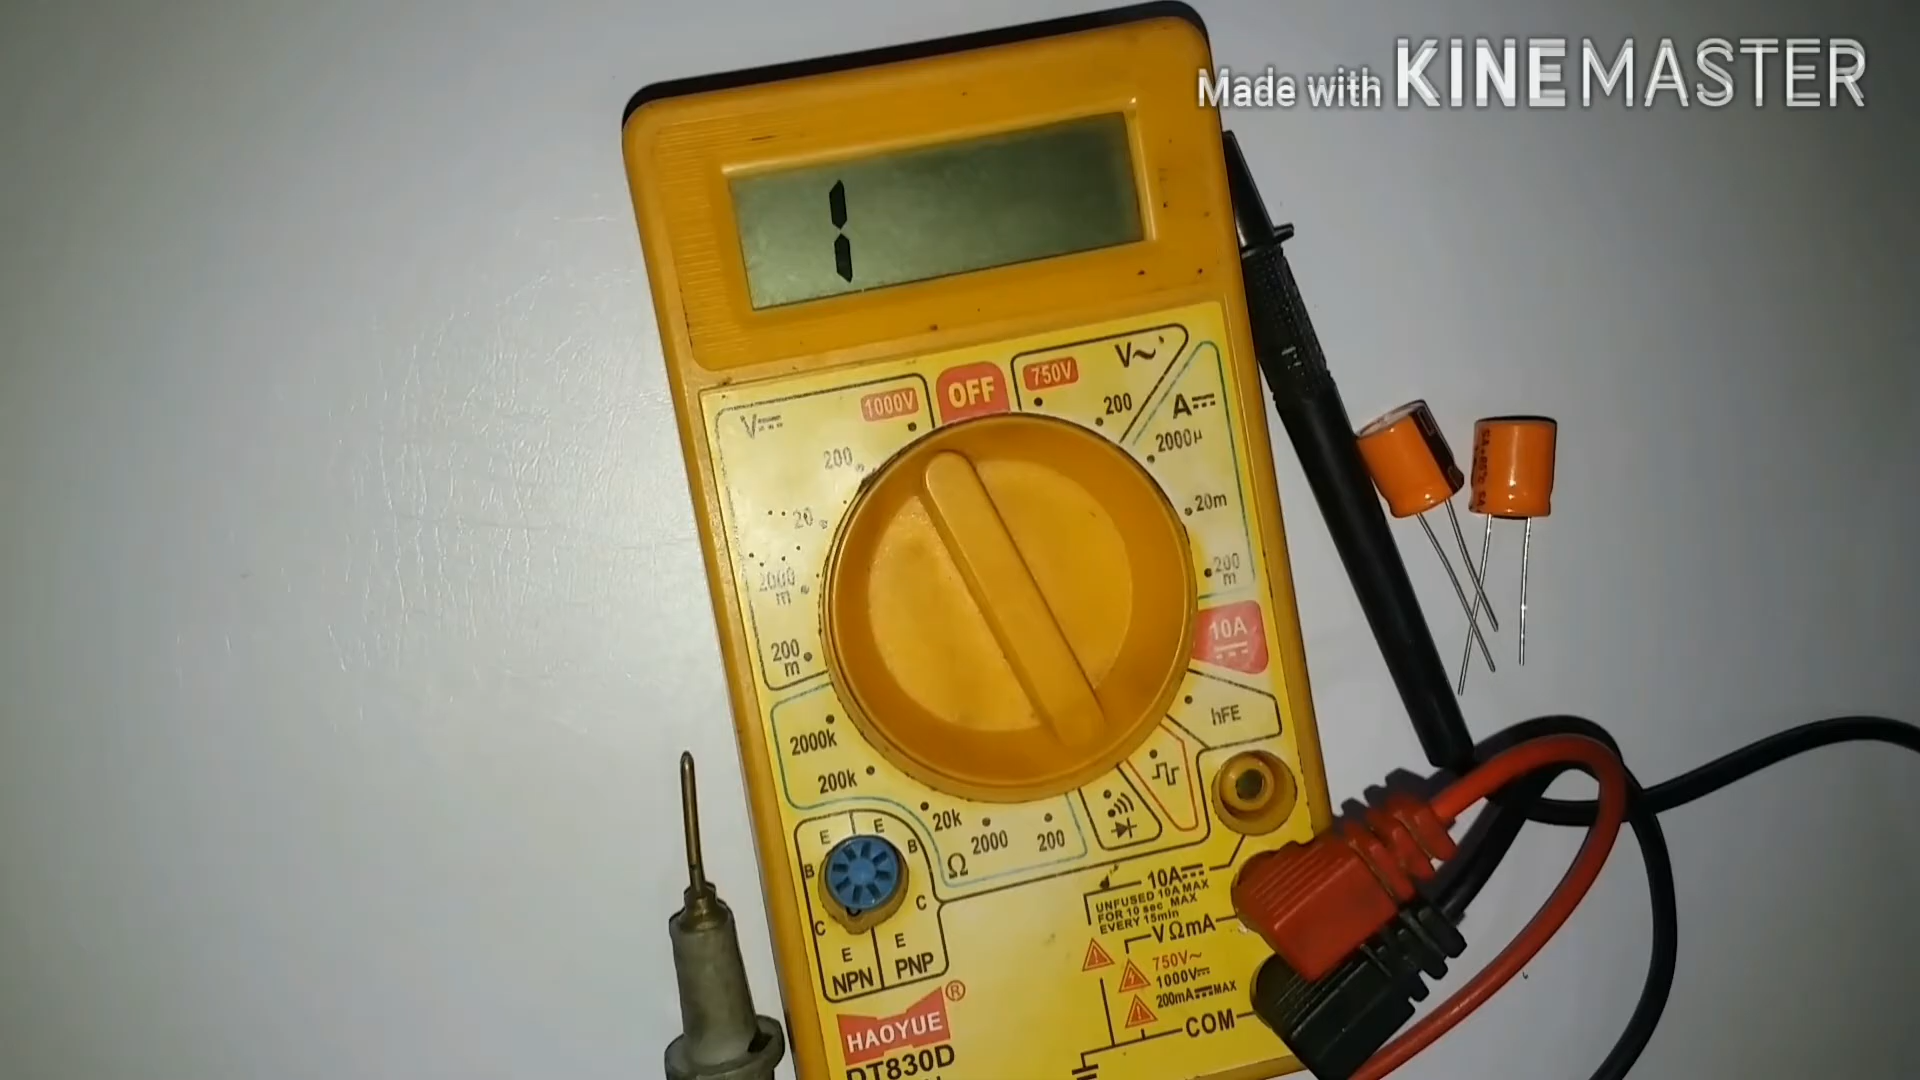 Made with KINEMASTER
1
OFF
750V
V~
200
A
2000µ
20m
200
m
10A
hFE
V
1000V
200
20
2000
m
200
m
2000k
200k
20k
2000
200
Ω
E
E
B
B
C
C
E
E
NPN
PNP
10A
UNFUSED 10A MAX
FOR 10 sec MAX
EVERY 15min
VΩmA
750V~
1000V
200mA MAX
COM
HAOYUE®
DT830D